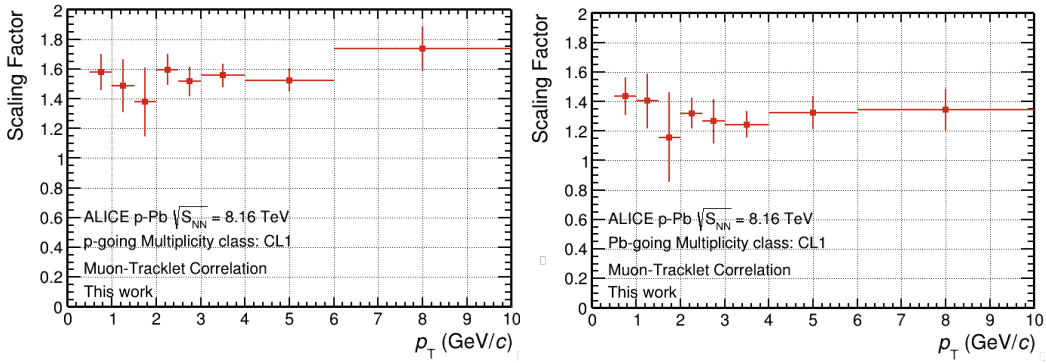 Scaling Factor
2
1.8
1.6
1.4
1.2
1
0.8
0.6
0.4
0.2
0
ALICE p-Pb √S_NN = 8.16 TeV
p-going Multiplicity class: CL1
Muon-Tracklet Correlation
This work
0 1 2 3 4 5 6 7 8 9 10
p_T (GeV/c)
Scaling Factor
2
1.8
1.6
1.4
1.2
1
0.8
0.6
0.4
0.2
0
ALICE p-Pb √S_NN = 8.16 TeV
Pb-going Multiplicity class: CL1
Muon-Tracklet Correlation
This work
0 1 2 3 4 5 6 7 8 9 10
p_T (GeV/c)